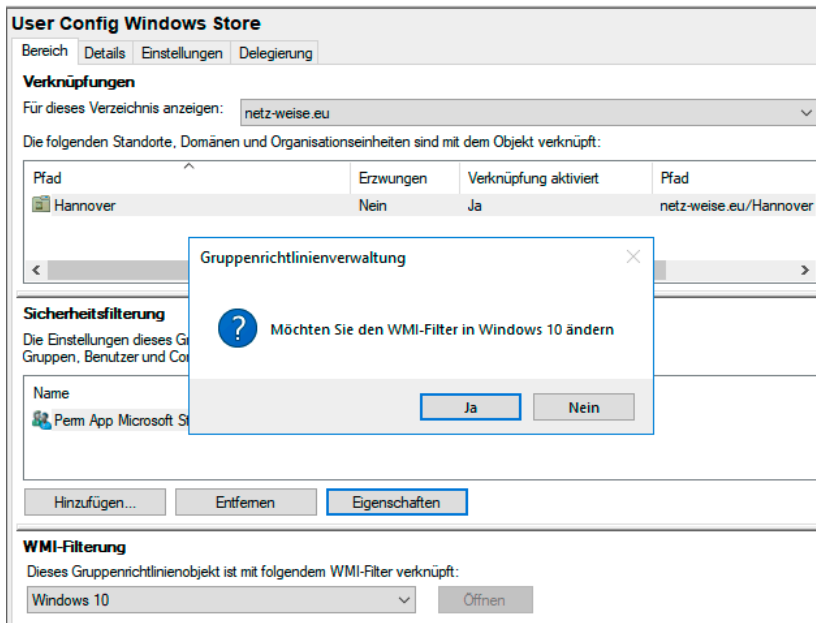 User Config Windows Store
Bereich Details Einstellungen Delegierung
Verknüpfungen
Für dieses Verzeichnis anzeigen: netz-weise.eu
Die folgenden Standorte, Domänen und Organisationseinheiten sind mit dem Objekt verknüpft:
Pfad Erzwungen Verknüpfung aktiviert Pfad
Hannover Nein Ja netz-weise.eu/Hannover
Gruppenrichtlinienverwaltung
Möchten Sie den WMI-Filter in Windows 10 ändern
Ja Nein
Sicherheitsfilterung
Die Einstellungen dieses
Gruppen, Benutzer und
Name
Perm App Microsoft
Hinzufügen... Entfernen Eigenschaften
WMI-Filterung
Dieses Gruppenrichtlinienobjekt ist mit folgendem WMI-Filter verknüpft:
Windows 10 Öffnen